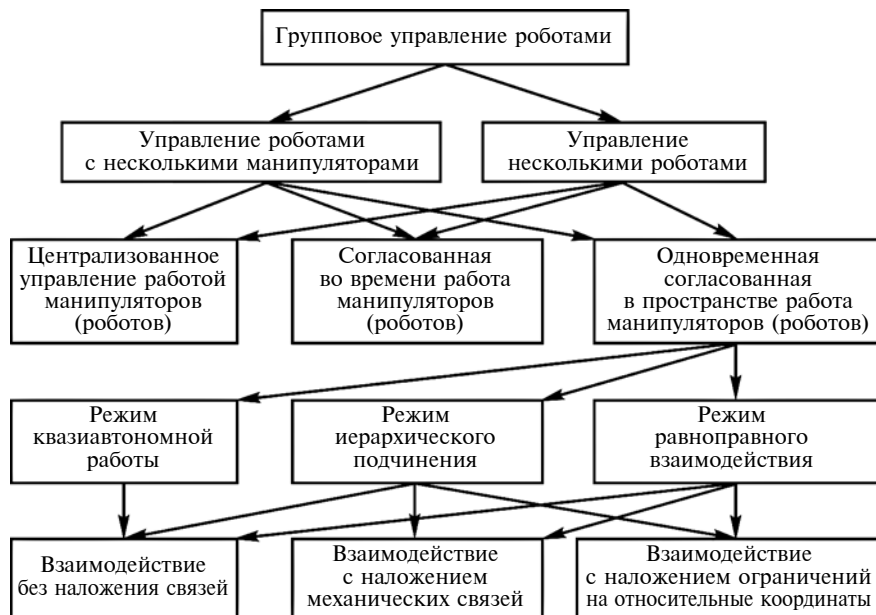 Групповое управление роботами
Управление роботами
с несколькими манипуляторами
Управление
несколькими роботами
Централизованное
управление работой
манипуляторов
(роботов)
Согласованная
во времени работа
манипуляторов
(роботов)
Одновременная
согласованная
в пространстве работа
манипуляторов (роботов)
Режим
квазиавтономной
работы
Режим
иерархического
подчинения
Режим
равноправного
взаимодействия
Взаимодействие
без наложения связей
Взаимодействие
с наложением
механических связей
Взаимодействие
с наложением ограничений
на относительные координаты